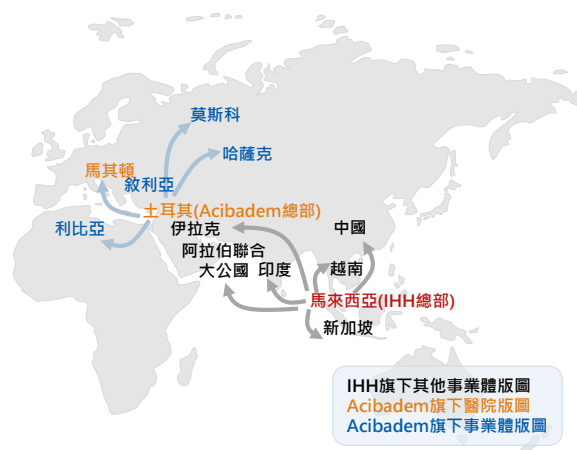 莫斯科
哈薩克
馬其頓
敘利亞
土耳其(Acibadem總部)
利比亞
伊拉克
中國
阿拉伯聯合
大公國
印度
越南
馬來西亞(IHH總部)
新加坡
IHH旗下其他事業體版圖
Acibadem旗下醫院版圖
Acibadem旗下事業體版圖